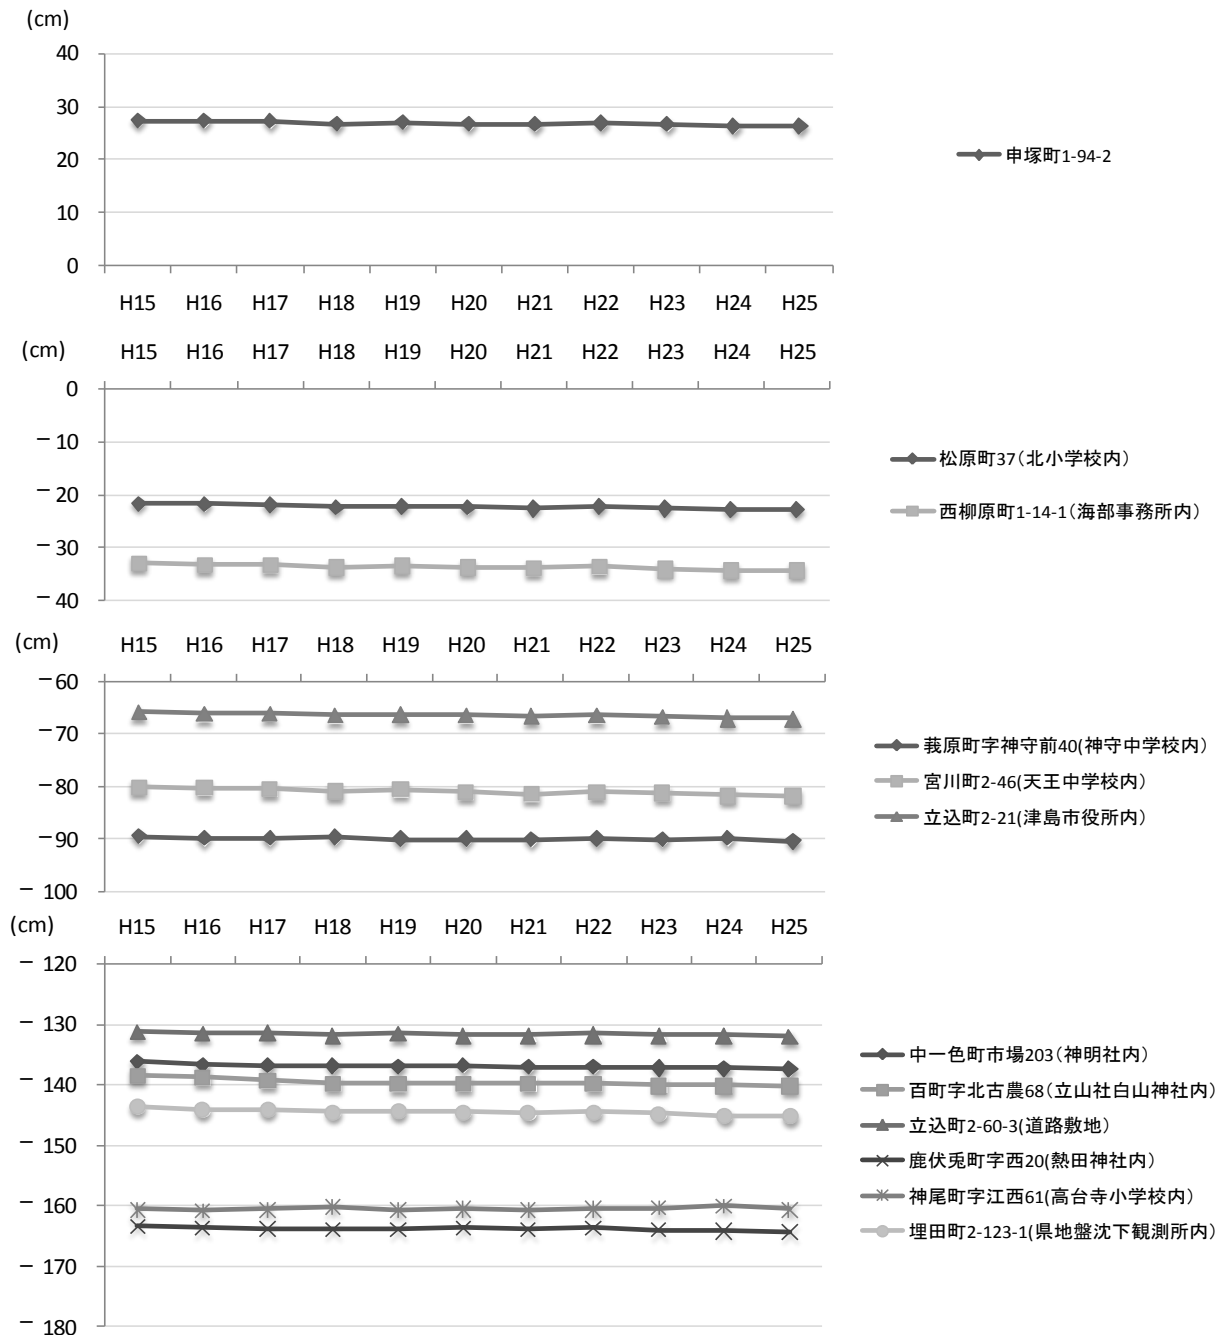 (cm)
40
30
20
10
0
H15 H16 H17 H18 H19 H20 H21 H22 H23 H24 H25
申塚町1-94-2
(cm)
H15 H16 H17 H18 H19 H20 H21 H22 H23 H24 H25
0
－10
－20
－30
－40
松原町37（北小学校内）
西柳原町1-14-1（海部事務所内）
(cm)
H15 H16 H17 H18 H19 H20 H21 H22 H23 H24 H25
－60
－70
－80
－90
－100
莪原町字神守前40(神守中学校内）
宮川町2-46(天王中学校内）
立込町2-21(津島市役所内）
(cm)
H15 H16 H17 H18 H19 H20 H21 H22 H23 H24 H25
－120
－130
－140
－150
－160
－170
－180
中一色町市場203（神明社内）
百町字北古農68（立山社白山神社内）
立込町2-60-3(道路敷地）
鹿伏兎町字西20(熱田神社内）
神尾町字江西61(高台寺小学校内）
埋田町2-123-1(県地盤沈下観測所内）